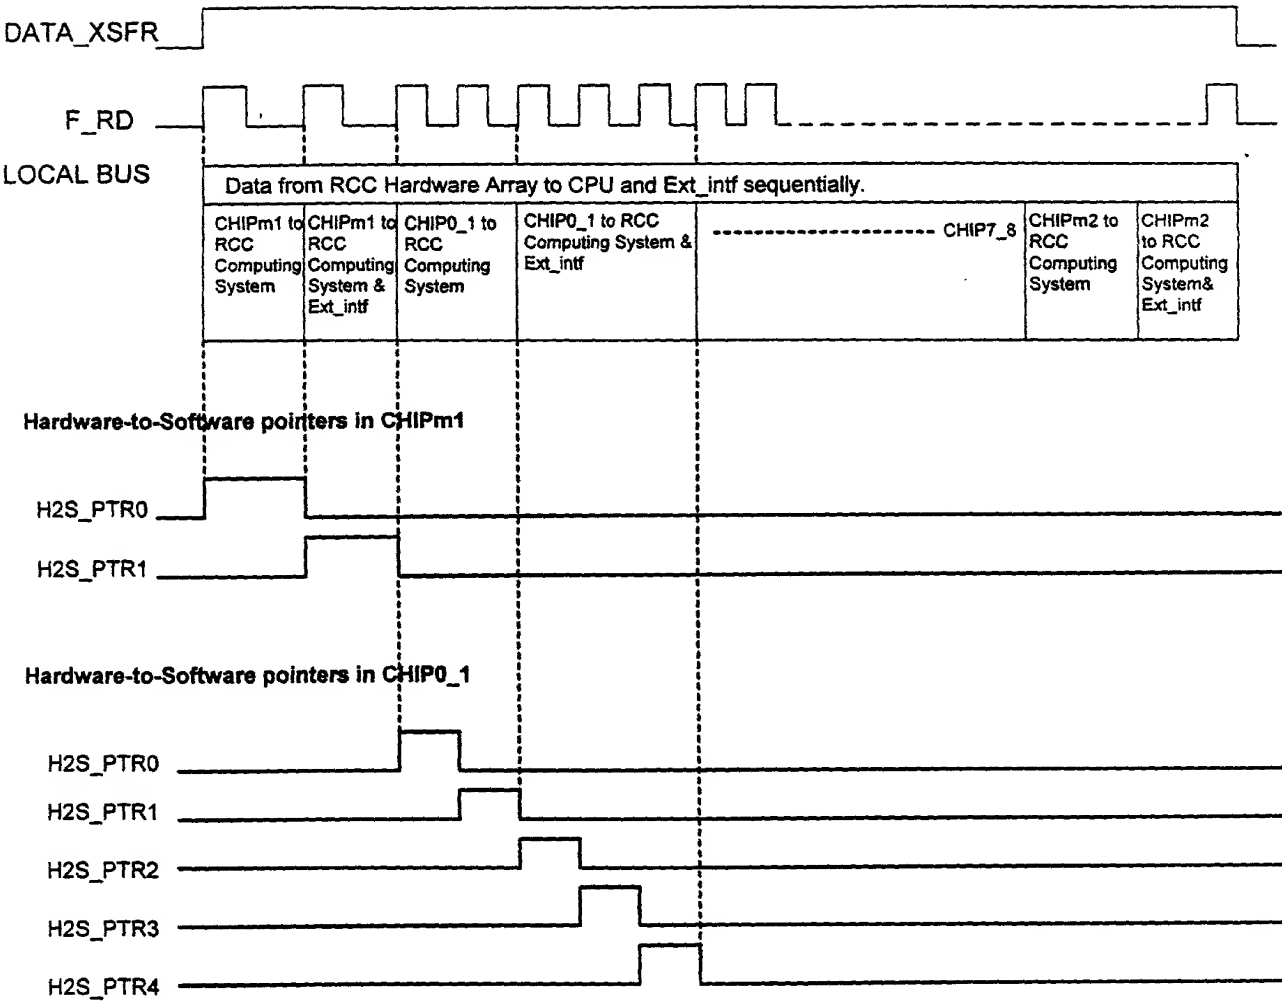 DATA_XSFR
F_RD
LOCAL BUS
Data from RCC Hardware Array to CPU and Ext_intf sequentially.
CHIPm1 to
RCC
Computing
System
CHIPm1 to
RCC
Computing
System &
Ext_intf
CHIP0_1 to
RCC
Computing
System
CHIP0_1 to RCC
Computing System &
Ext_intf
CHIP7_8
CHIPm2 to
RCC
Computing
System
CHIPm2
to RCC
Computing
System&
Ext_intf
Hardware-to-Software pointers in CHIPm1
H2S_PTR0
H2S_PTR1
Hardware-to-Software pointers in CHIP0_1
H2S_PTR0
H2S_PTR1
H2S_PTR2
H2S_PTR3
H2S_PTR4